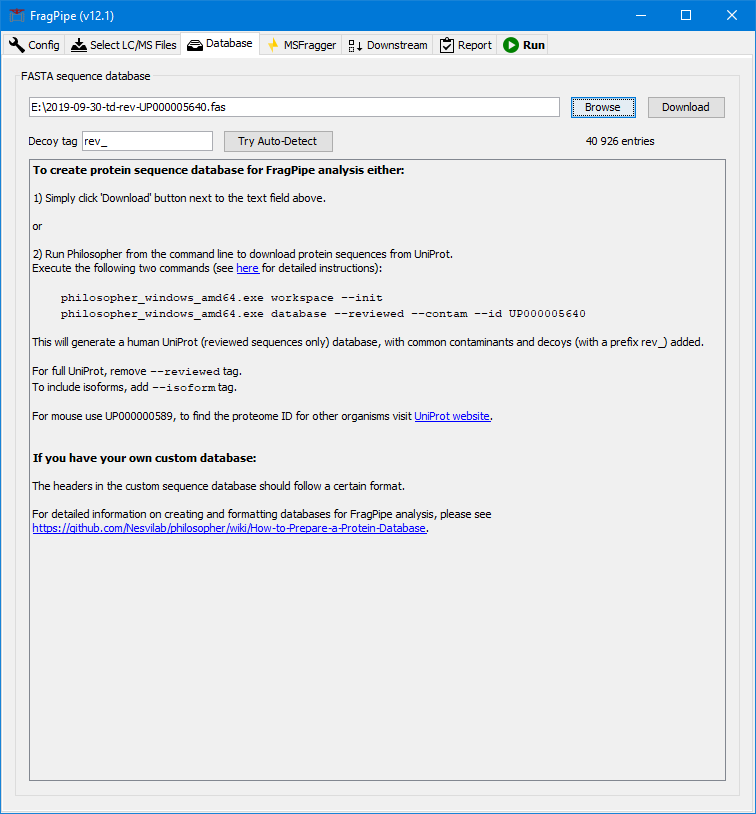 FragPipe (v12.1)
Config Select LC/MS Files Database MSFragger Downstream Report Run
FASTA sequence database
E:\2019-09-30-td-rev-UP000005640.fas Browse Download
Decoy tag rev_ Try Auto-Detect 40 926 entries
To create protein sequence database for FragPipe analysis either:
1) Simply click 'Download' button next to the text field above.
or
2) Run Philosopher from the command line to download protein sequences from UniProt.
Execute the following two commands (see here for detailed instructions):
philosopher_windows_amd64.exe workspace --init
philosopher_windows_amd64.exe database --reviewed --contam --id UP000005640
This will generate a human UniProt (reviewed sequences only) database, with common contaminants and decoys (with a prefix rev_) added.
For full UniProt, remove --reviewed tag.
To include isoforms, add --isoform tag.
For mouse use UP000000589, to find the proteome ID for other organisms visit UniProt website.
If you have your own custom database:
The headers in the custom sequence database should follow a certain format.
For detailed information on creating and formatting databases for FragPipe analysis, please see
https://github.com/Nesvilab/philosopher/wiki/How-to-Prepare-a-Protein-Database.